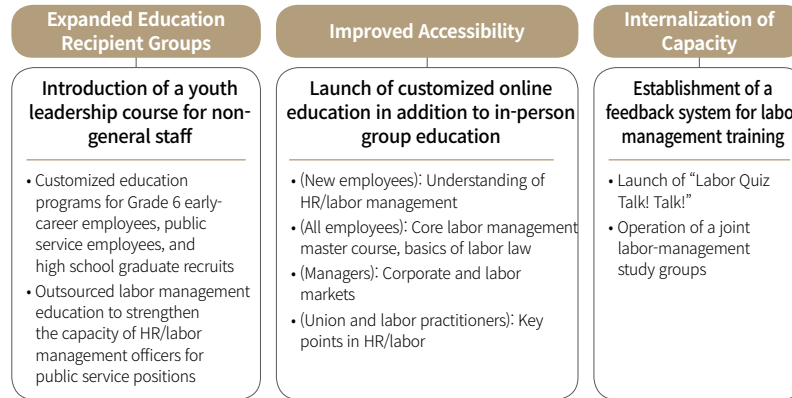 Expanded Education
Recipient Groups
Introduction of a youth
leadership course for non-
general staff
• Customized education
programs for Grade 6 early-
career employees, public
service employees, and
high school graduate recruits
• Outsourced labor management
education to strengthen
the capacity of HR/labor
management officers for
public service positions
Improved Accessibility
Launch of customized online
education in addition to in-person
group education
• (New employees): Understanding of
HR/labor management
• (All employees): Core labor management
master course, basics of labor law
• (Managers): Corporate and labor
markets
• (Union and labor practitioners): Key
points in HR/labor
Internalization of
Capacity
Establishment of a
feedback system for labo
management training
• Launch of “Labor Quiz
Talk! Talk!”
• Operation of a joint
labor-management
study groups